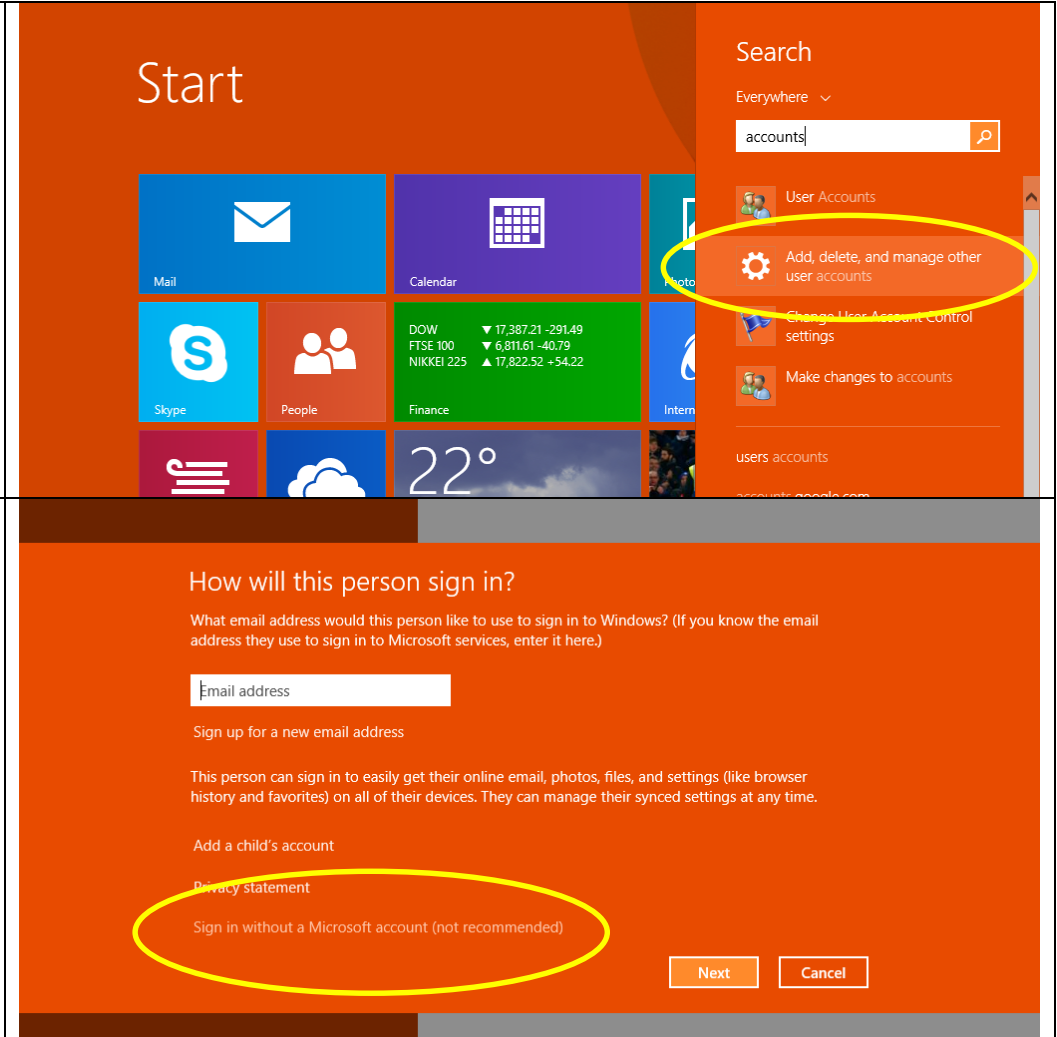 Start
Search
Everywhere
accounts
User Accounts
Add, delete, and manage other
user accounts
Change User Account Control
settings
Make changes to accounts
users accounts
accounts.google.com
Mail
Calendar
Photo
Skype
People
DOW ▼ 17,387.21 -291.49
FTSE 100 ▼ 6,811.61 -40.79
NIKKEI 225 ▲ 17,822.52 +54.22
Finance
Intern
22°
How will this person sign in?
What email address would this person like to use to sign in to Windows? (If you know the email
address they use to sign in to Microsoft services, enter it here.)
Email address
Sign up for a new email address
This person can sign in to easily get their online email, photos, files, and settings (like browser
history and favorites) on all of their devices. They can manage their synced settings at any time.
Add a child's account
Privacy statement
Sign in without a Microsoft account (not recommended)
Next
Cancel